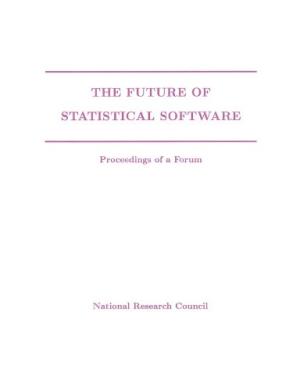 THE FUTURE OF
STATISTICAL SOFTWARE
Proceedings of a Forum
National Research Council